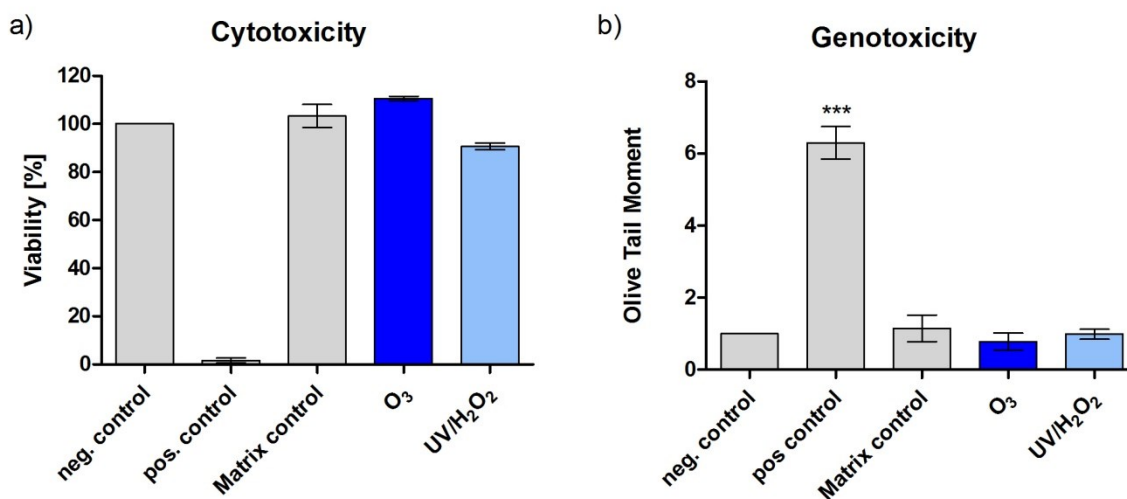 a)
Cytotoxicity
Viability [%]
120
100
80
60
40
20
0
neg. control
pos. control
Matrix control
O₃
UV/H₂O₂
b)
Genotoxicity
Olive Tail Moment
8
6
4
2
0
***
neg. control
pos control
Matrix control
O₃
UV/H₂O₂